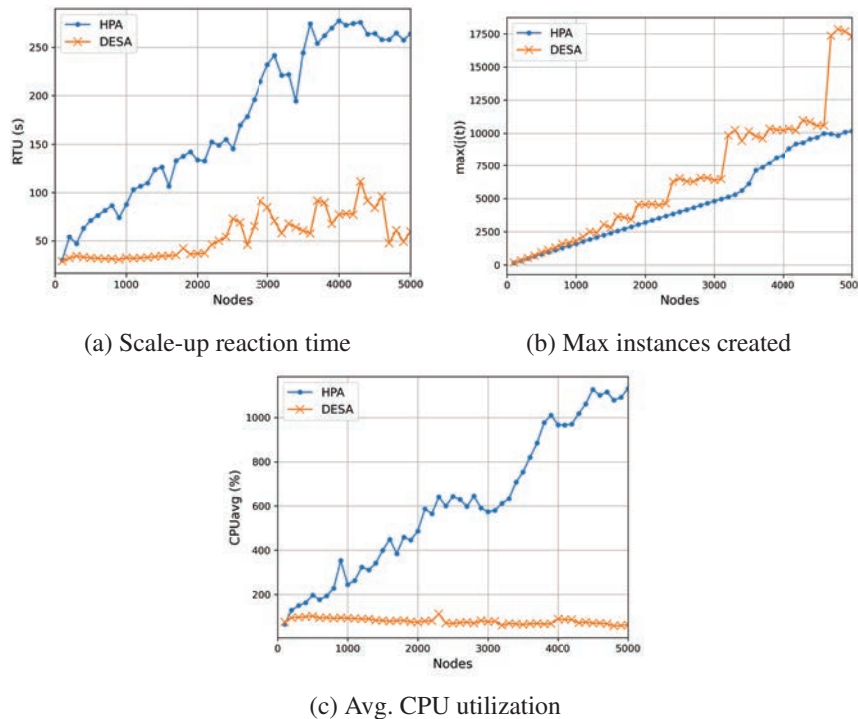 HPA
DESA
250
200
150
100
50
RTU (s)
0
1000
2000
3000
4000
5000
Nodes
(a) Scale-up reaction time
HPA
DESA
17500
15000
12500
10000
7500
5000
2500
0
max(j(t))
0
1000
2000
3000
4000
500
Nodes
(b) Max instances created
HPA
DESA
1000
800
600
400
200
CPUavg (%)
0
1000
2000
3000
40C0
5000
Nodes
(c) Avg. CPU utilization